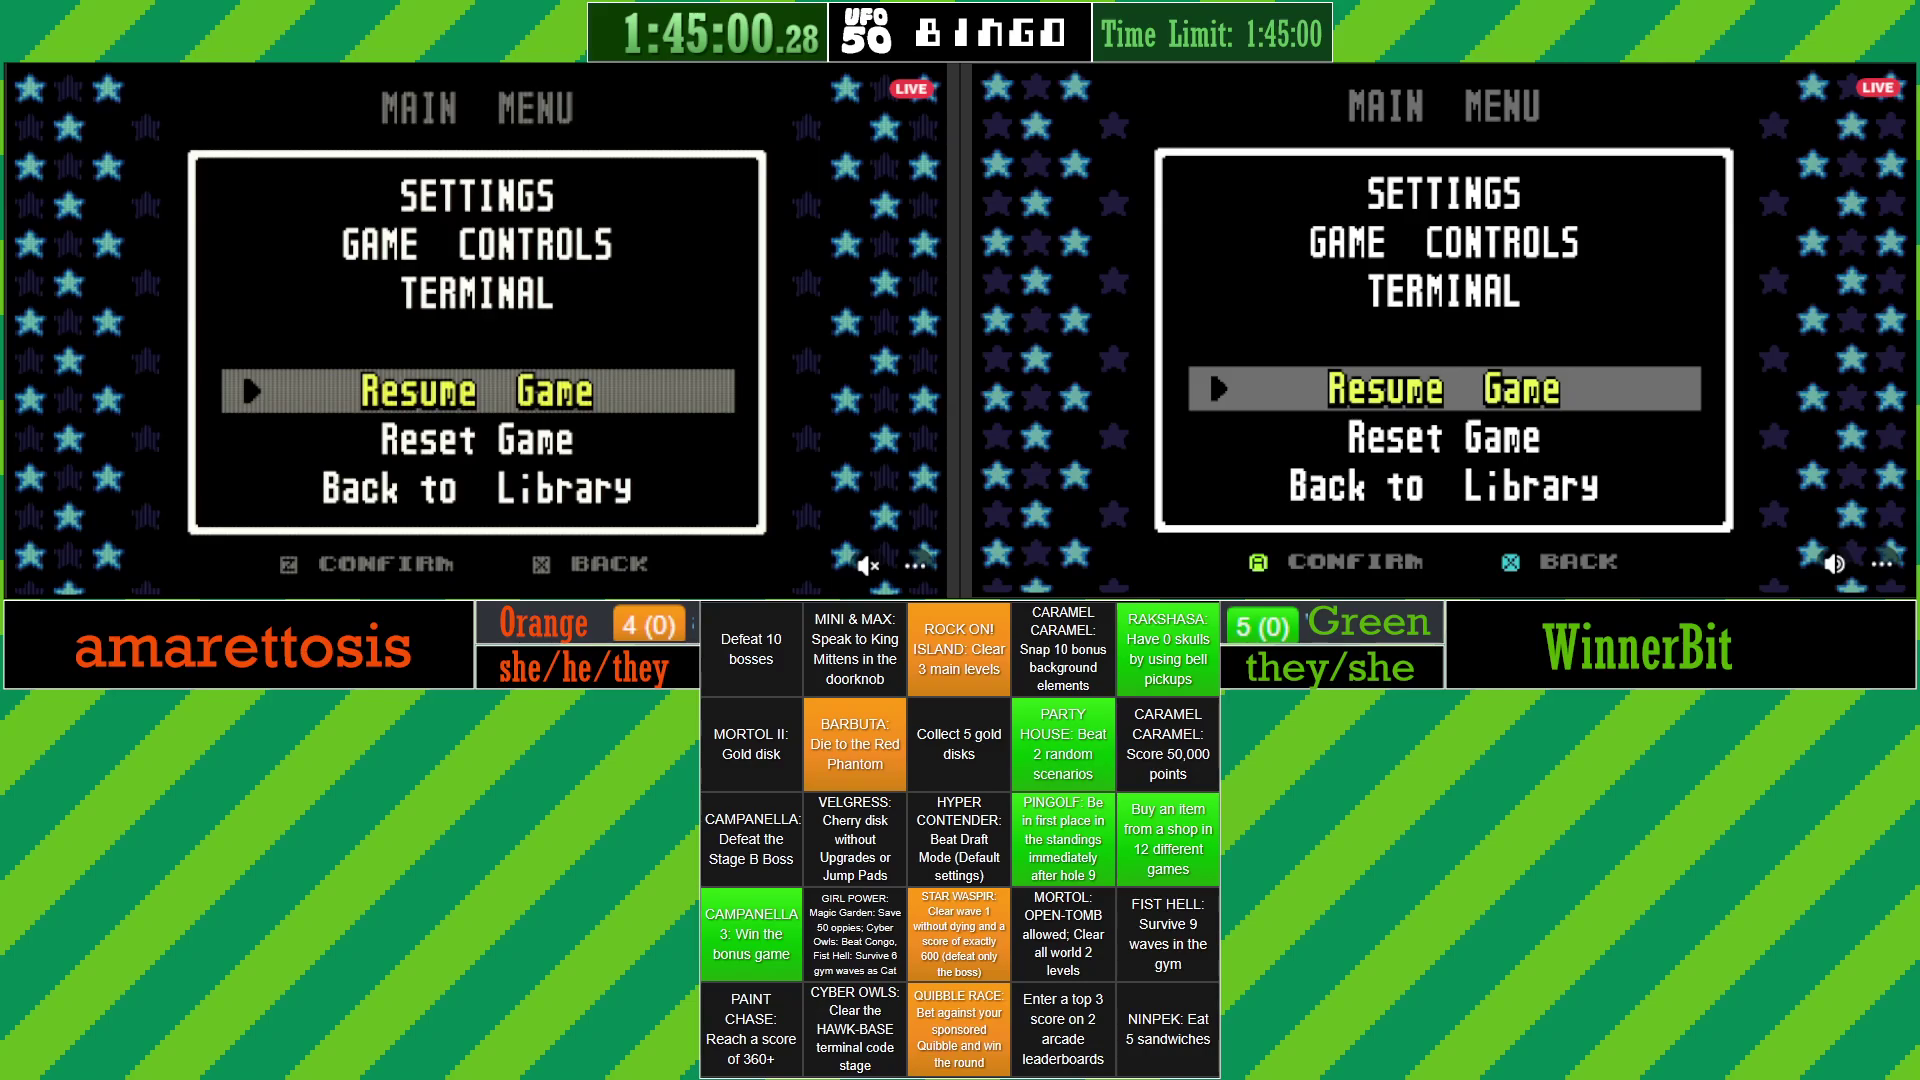 1:45:00.28
UFO 50
BINGO
Time Limit: 1:45:00
MAIN MENU
LIVE
SETTINGS
GAME CONTROLS
TERMINAL
Resume Game
Reset Game
Back to Library
Z CONFIRM X BACK
MAIN MENU
LIVE
SETTINGS
GAME CONTROLS
TERMINAL
Resume Game
Reset Game
Back to Library
A CONFIRM X BACK
amarettosis
Orange 4 (0)
she/he/they
5 (0) Green
they/she
WinnerBit
Defeat 10
bosses
MINI & MAX:
Speak to King
Mittens in the
doorknob
ROCK ON!
ISLAND: Clear
3 main levels
CARAMEL
CARAMEL:
Snap 10 bonus
background
elements
RAKSHASA:
Have 0 skulls
by using bell
pickups
MORTOL II:
Gold disk
BARBUTA:
Die to the Red
Phantom
Collect 5 gold
disks
PARTY
HOUSE: Beat
2 random
scenarios
CARAMEL
CARAMEL:
Score 50,000
points
CAMPANELLA:
Defeat the
Stage B Boss
VELGRESS:
Cherry disk
without
Upgrades or
Jump Pads
HYPER
CONTENDER:
Beat Draft
Mode (Default
settings)
PINGOLF: Be
in first place in
the standings
immediately
after hole 9
Buy an item
from a shop in
12 different
games
CAMPANELLA
3: Win the
bonus game
GIRL POWER:
Magic Garden: Save
50 oppies; Cyber
Owls: Beat Congo,
Fist Hell: Survive 6
gym waves as Cat
STAR WASPIR:
Clear wave 1
without dying and a
score of exactly
600 (defeat only
the boss)
MORTOL:
OPEN-TOMB
allowed; Clear
all world 2
levels
FIST HELL:
Survive 9
waves in the
gym
PAINT
CHASE:
Reach a score
of 360+
CYBER OWLS:
Clear the
HAWK-BASE
terminal code
stage
QUIBBLE RACE:
Bet against your
sponsored
Quibble and win
the round
Enter a top 3
score on 2
arcade
leaderboards
NINPEK: Eat
5 sandwiches